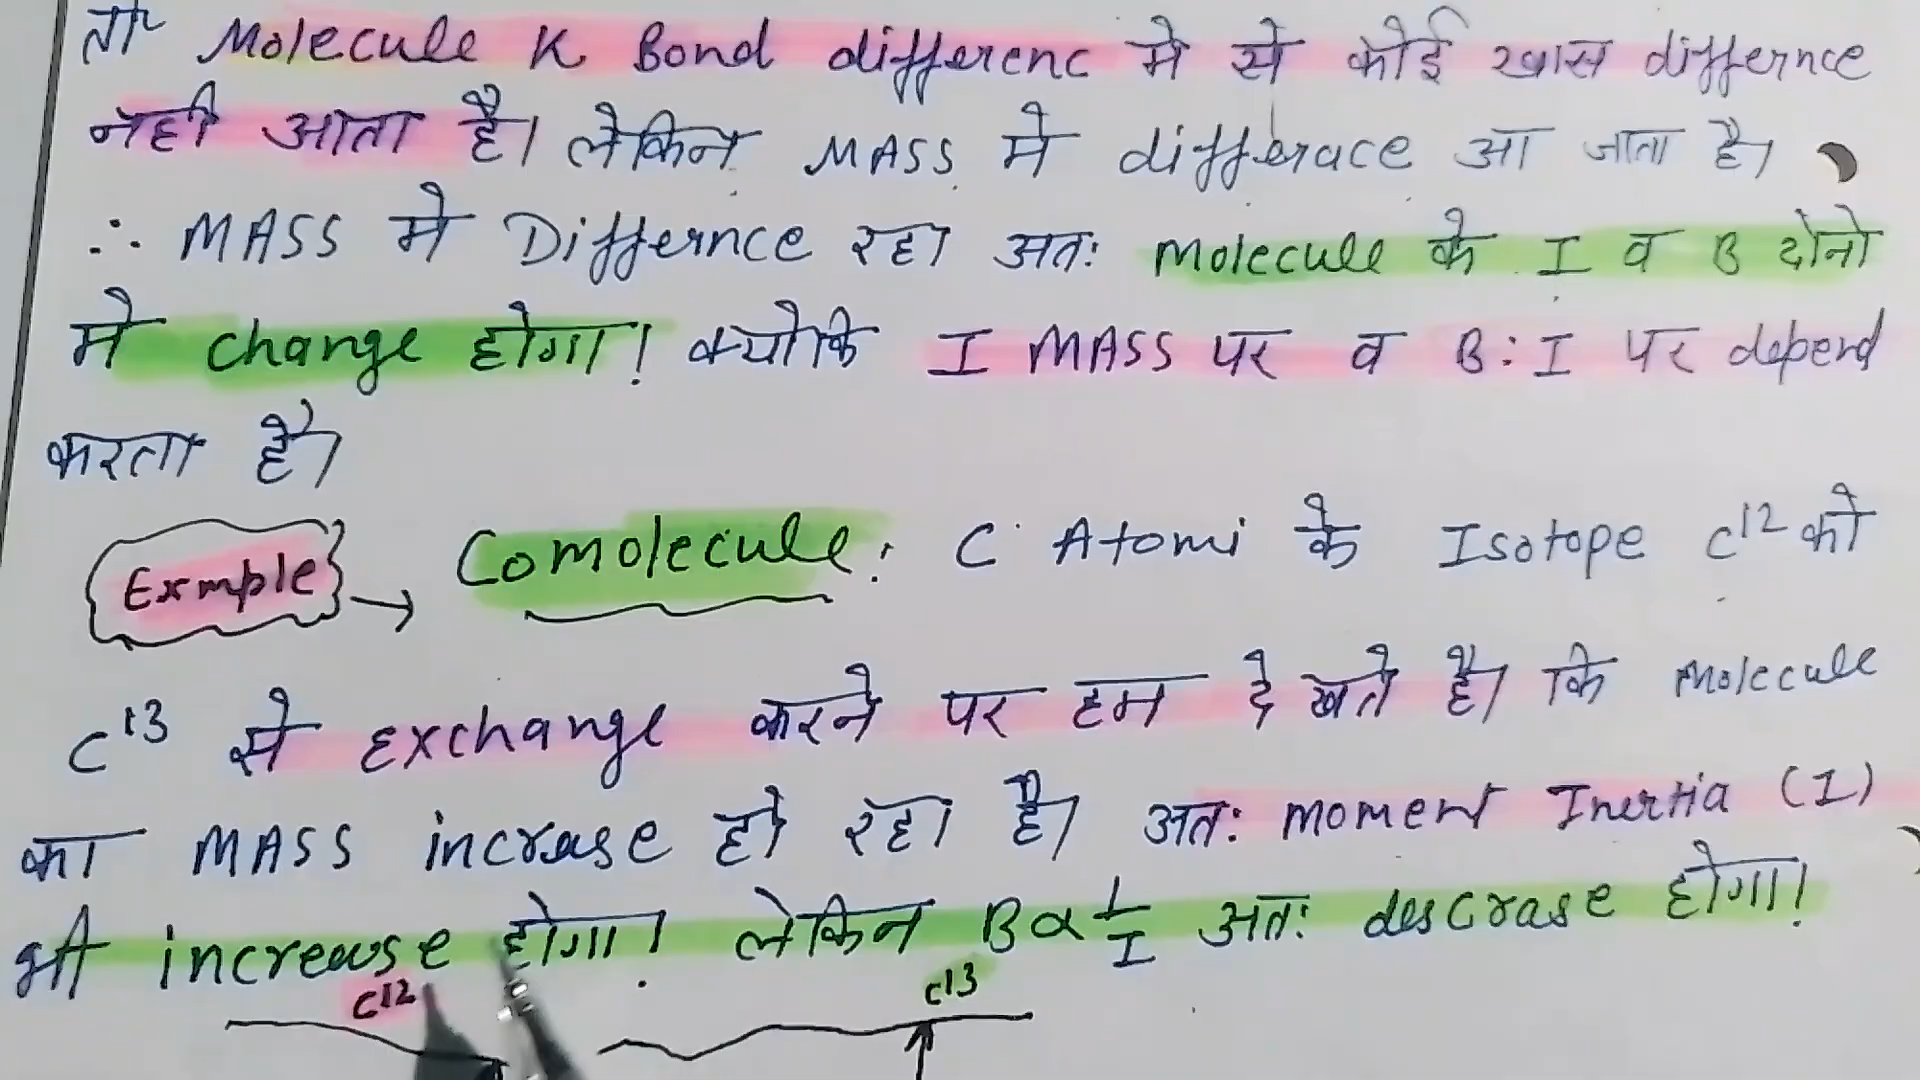 तो Molecule K Bond differenc मे से कोई खास differnce
नही आता है। लेकिन MASS मे differace आ जाता है।
∴ MASS मे Differnce रहा अतः Molecule के I व B दोनो
मे change होगा! क्योकि I MASS पर व B:I पर depend
करता है।
Exmple → Comolecule: C Atomi के Isotope C¹² को
C¹³ से exchange करने पर हम देखते है। कि Molecule
का MASS incrase हो रहा है। अतः moment Inertia (I)
भी increase होगा! लेकिन B∝1/I अतः descrase होगा!
C¹² C¹³